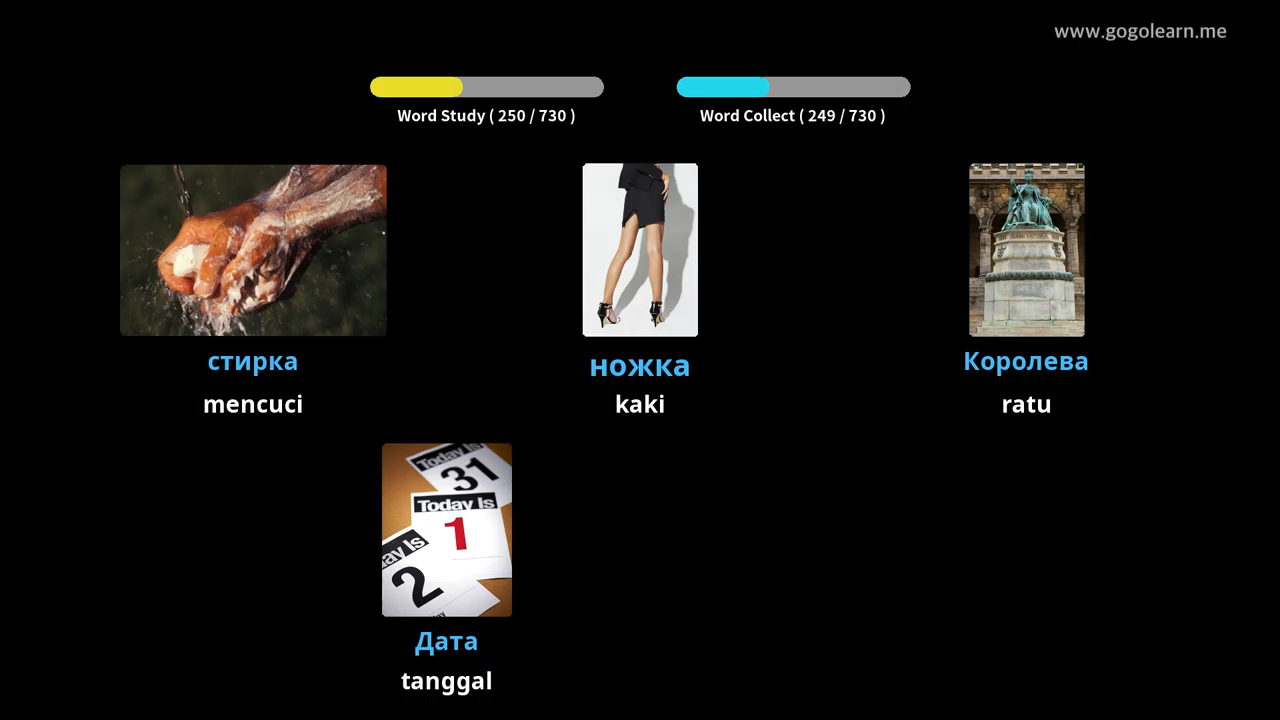 www.gogolearn.me
Word Study ( 250 / 730 )
Word Collect ( 249 / 730 )
стирка
mencuci
ножка
kaki
Королева
ratu
Today Is
31
Today Is
1
ay Is
2
Дата
tanggal